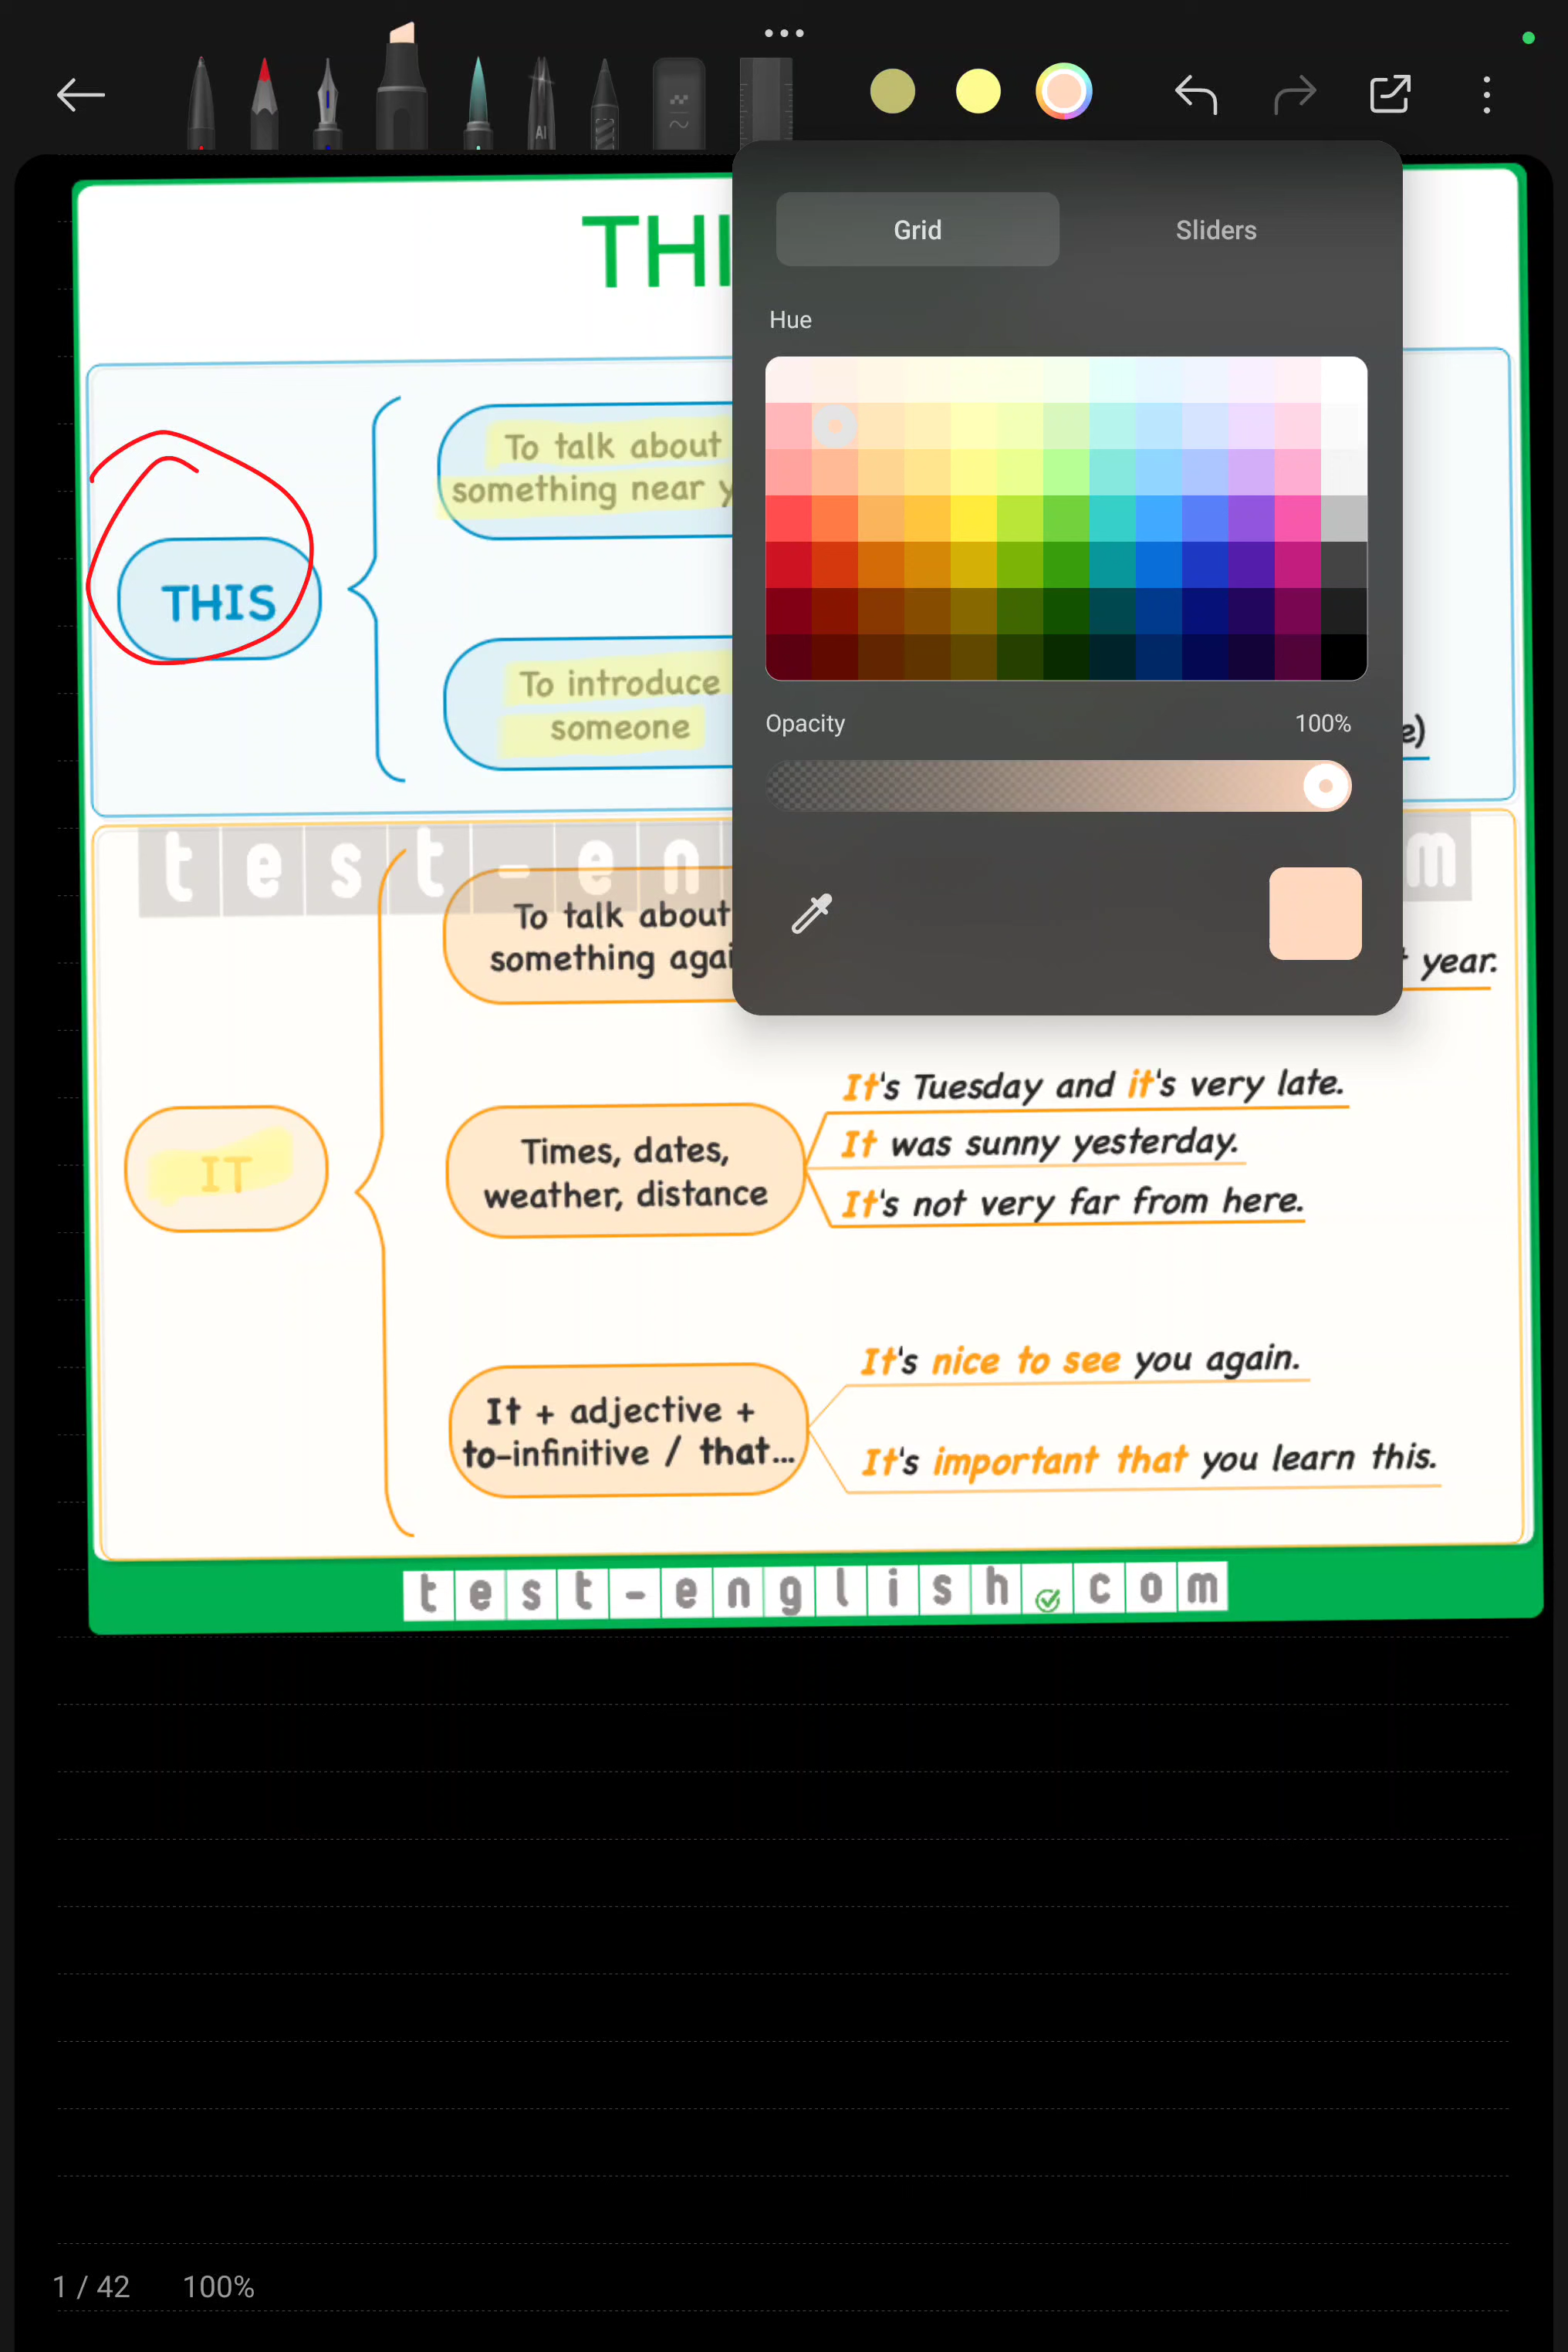 AI
Grid
Sliders
Hue
Opacity
100%
THI
THIS
To talk about
something near y
To introduce
someone
e)
test-en
m
To talk about
something agai
t year.
IT
Times, dates,
weather, distance
It's Tuesday and it's very late.
It was sunny yesterday.
It's not very far from here.
It + adjective +
to-infinitive / that...
It's nice to see you again.
It's important that you learn this.
test-english.com
1 / 42
100%